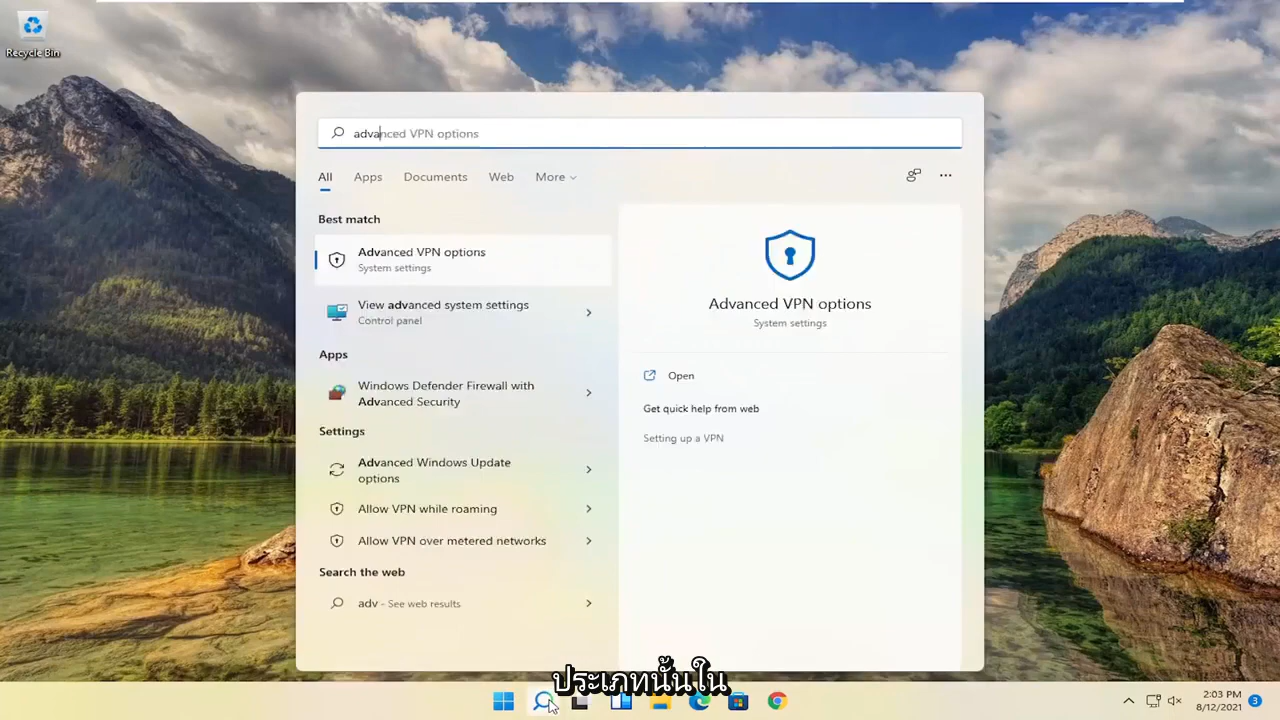 Recycle Bin
advanced VPN options
All Apps Documents Web More
Best match
Advanced VPN options
System settings
View advanced system settings
Control panel
Apps
Windows Defender Firewall with
Advanced Security
Settings
Advanced Windows Update
options
Allow VPN while roaming
Allow VPN over metered networks
Search the web
adv - See web results
Advanced VPN options
System settings
Open
Get quick help from web
Setting up a VPN
ประเภทนั้นใน
2:03 PM
8/12/2021
3